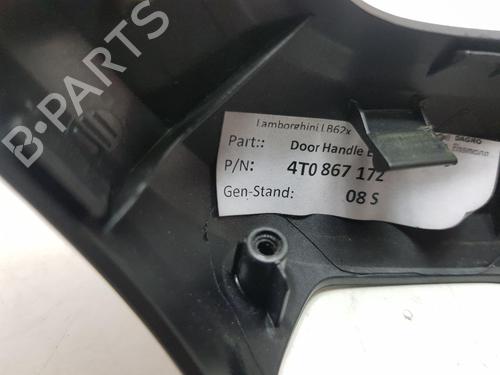 B-PARTS
Lamborghini LB62x
Part:: Door Handle
P/N: 4T0 867 172
Gen-Stand: 08 S